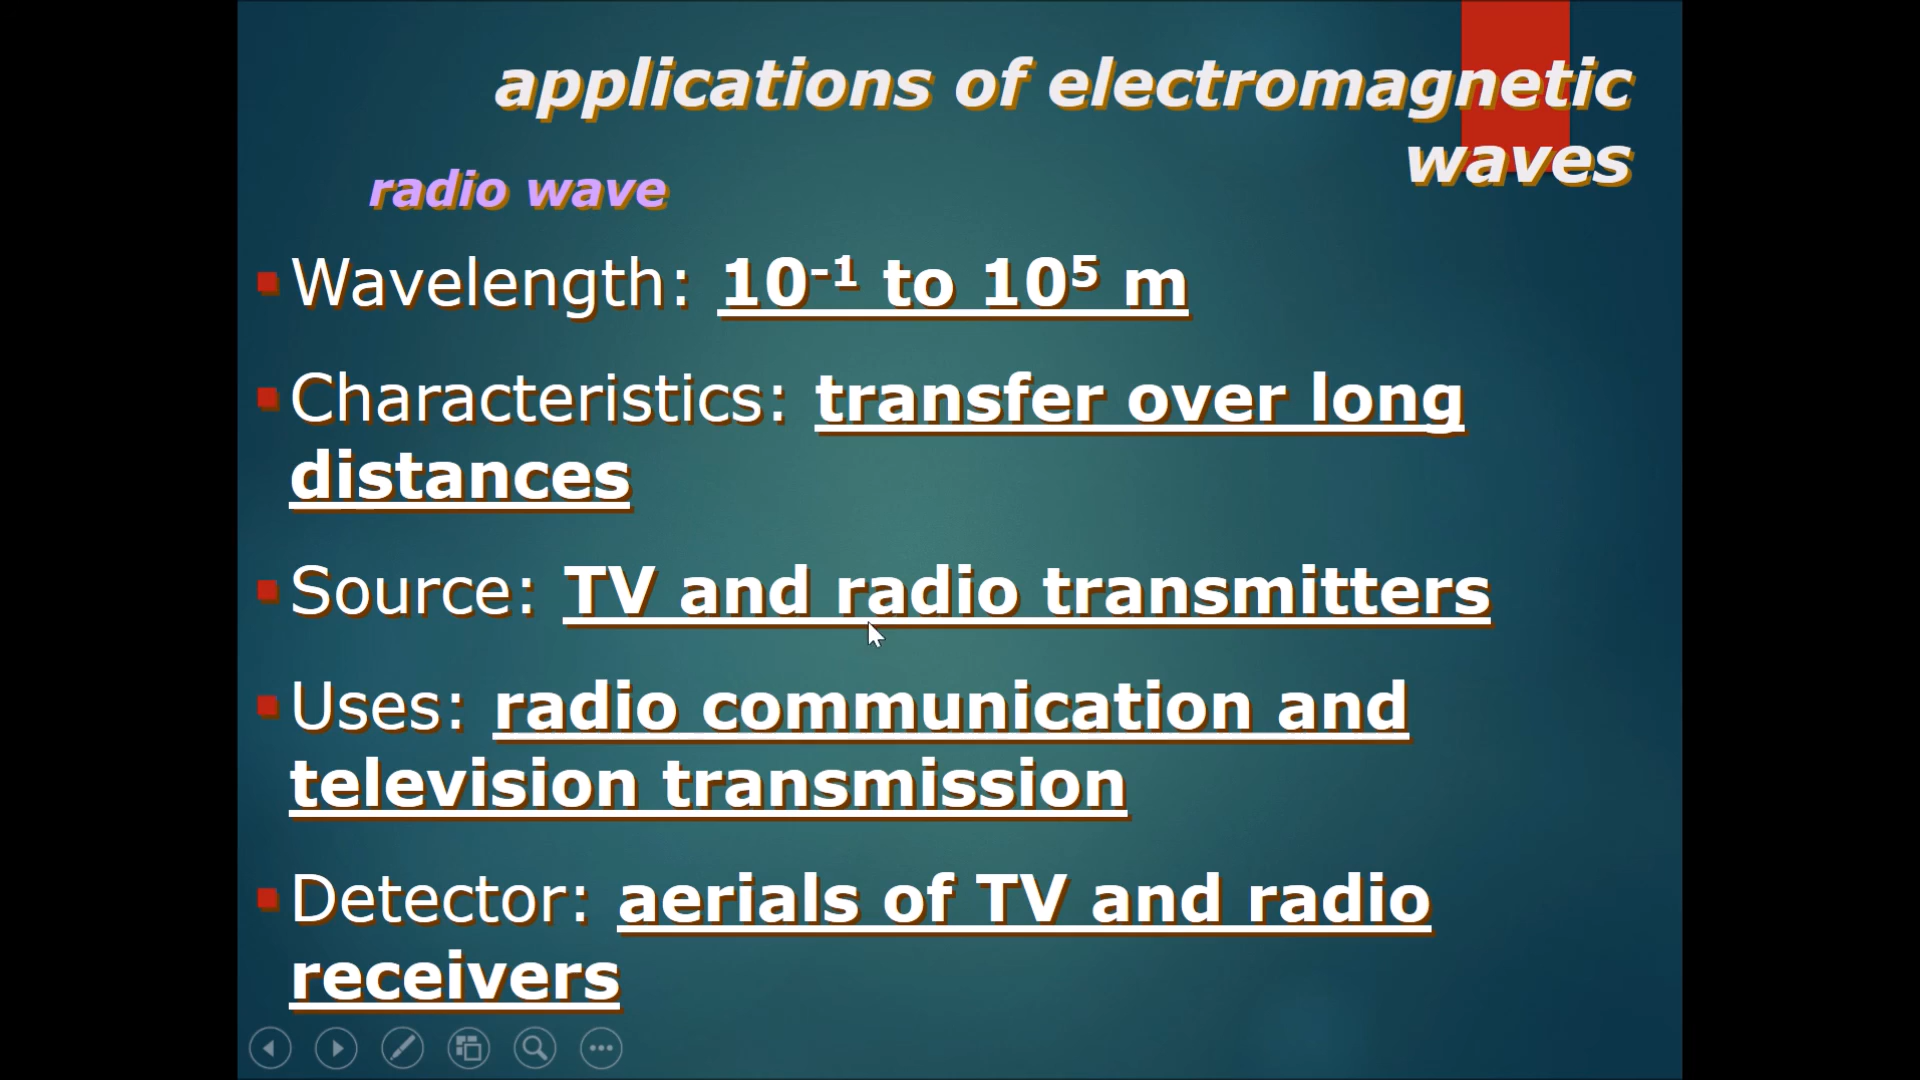 applications of electromagnetic
waves
radio wave
Wavelength: 10⁻¹ to 10⁵ m
Characteristics: transfer over long
distances
Source: TV and radio transmitters
Uses: radio communication and
television transmission
Detector: aerials of TV and radio
receivers